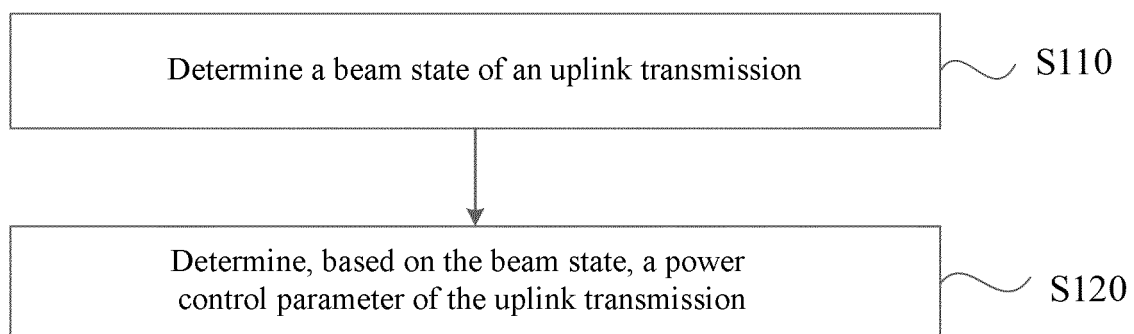 Determine a beam state of an uplink transmission
S110
Determine, based on the beam state, a power
control parameter of the uplink transmission
S120